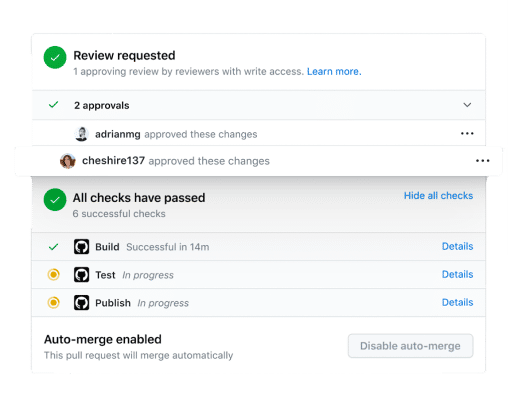 Review requested
1 approving review by reviewers with write access. Learn more.
2 approvals
adrianmg approved these changes
cheshire137 approved these changes
All checks have passed
Hide all checks
6 successful checks
Build Successful in 14m Details
Test In progress Details
Publish In progress Details
Auto-merge enabled
This pull request will merge automatically
Disable auto-merge